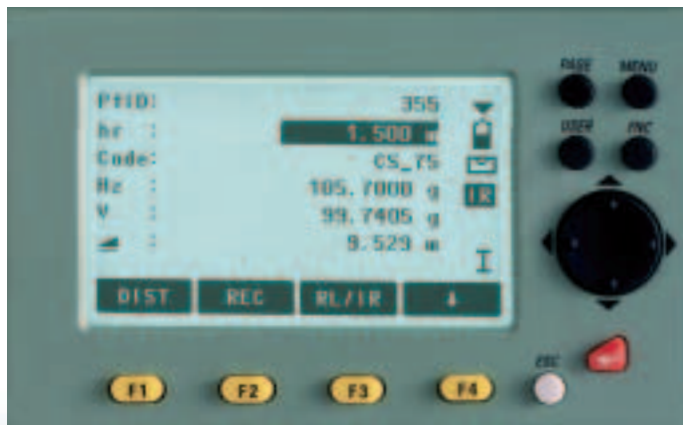 PAGE MENU
PtID: 355
hr : 1.500 m
USER FNC
Code: CS_75
Hz : 105.7000 g
IR
V : 99.7405 g
: 9.529 m
I
DIST REC RL/IR
ESC
F1 F2 F3 F4